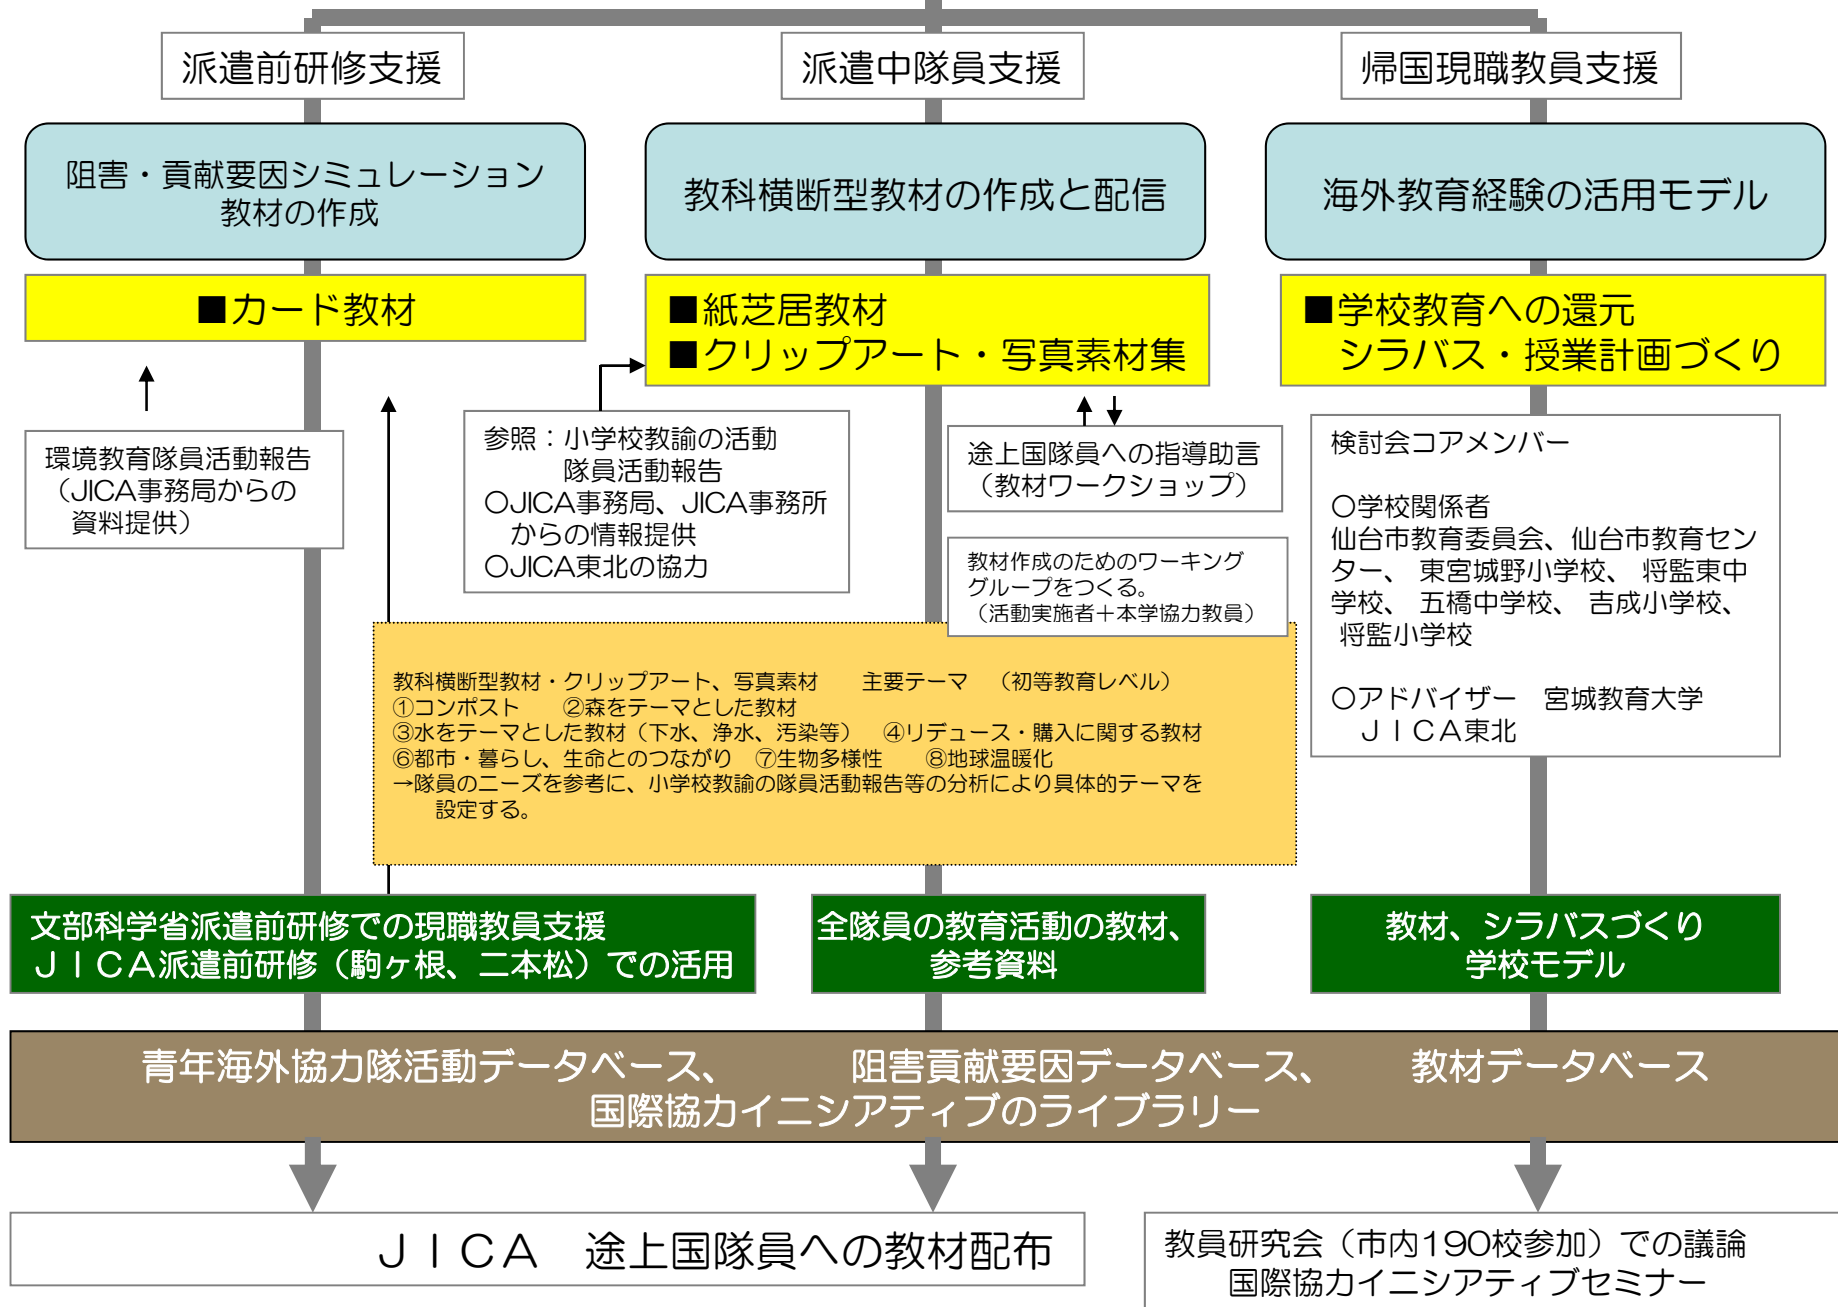 派遣前研修支援
派遣中隊員支援
帰国現職教員支援
阻害・貢献要因シミュレーション
教材の作成
教科横断型教材の作成と配信
海外教育経験の活用モデル
■カード教材
■紙芝居教材
■クリップアート・写真素材集
■学校教育への還元
シラバス・授業計画づくり
環境教育隊員活動報告
（JICA事務局からの
資料提供）
参照：小学校教諭の活動
隊員活動報告
○JICA事務局、JICA事務所
からの情報提供
○JICA東北の協力
途上国隊員への指導助言
（教材ワークショップ）
教材作成のためのワーキング
グループをつくる。
（活動実施者＋本学協力教員）
検討会コアメンバー
○学校関係者
仙台市教育委員会、仙台市教育セン
ター、 東宮城野小学校、 将監東中
学校、 五橋中学校、 吉成小学校、
将監小学校
○アドバイザー　宮城教育大学
ＪＩＣＡ東北
教科横断型教材・クリップアート、写真素材　　主要テーマ　（初等教育レベル）
①コンポスト　　②森をテーマとした教材
③水をテーマとした教材（下水、浄水、汚染等）　④リデュース・購入に関する教材
⑥都市・暮らし、生命とのつながり　⑦生物多様性　　⑧地球温暖化
→隊員のニーズを参考に、小学校教諭の隊員活動報告等の分析により具体的テーマを
設定する。
文部科学省派遣前研修での現職教員支援
ＪＩＣＡ派遣前研修（駒ヶ根、二本松）での活用
全隊員の教育活動の教材、
参考資料
教材、シラバスづくり
学校モデル
青年海外協力隊活動データベース、　　　阻害貢献要因データベース、　　教材データベース
国際協力イニシアティブのライブラリー
ＪＩＣＡ　途上国隊員への教材配布
教員研究会（市内190校参加）での議論
国際協力イニシアティブセミナー